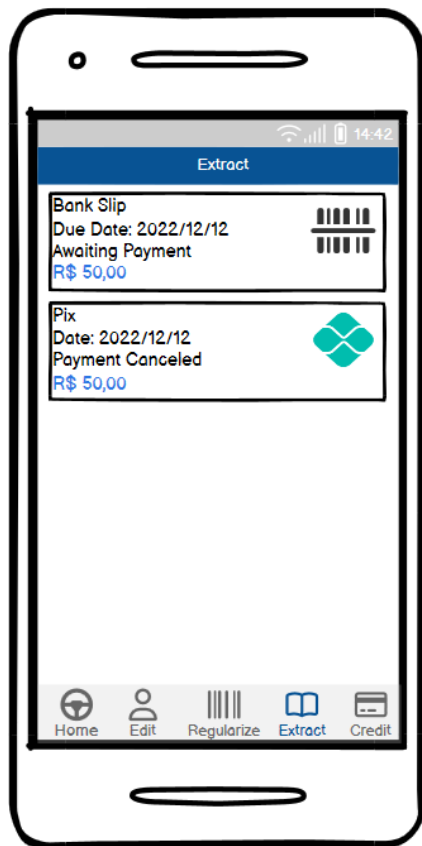 14:42
Extract
Bank Slip
Due Date: 2022/12/12
Awaiting Payment
R$ 50,00
Pix
Date: 2022/12/12
Payment Canceled
R$ 50,00
Home Edit Regularize Extract Credit